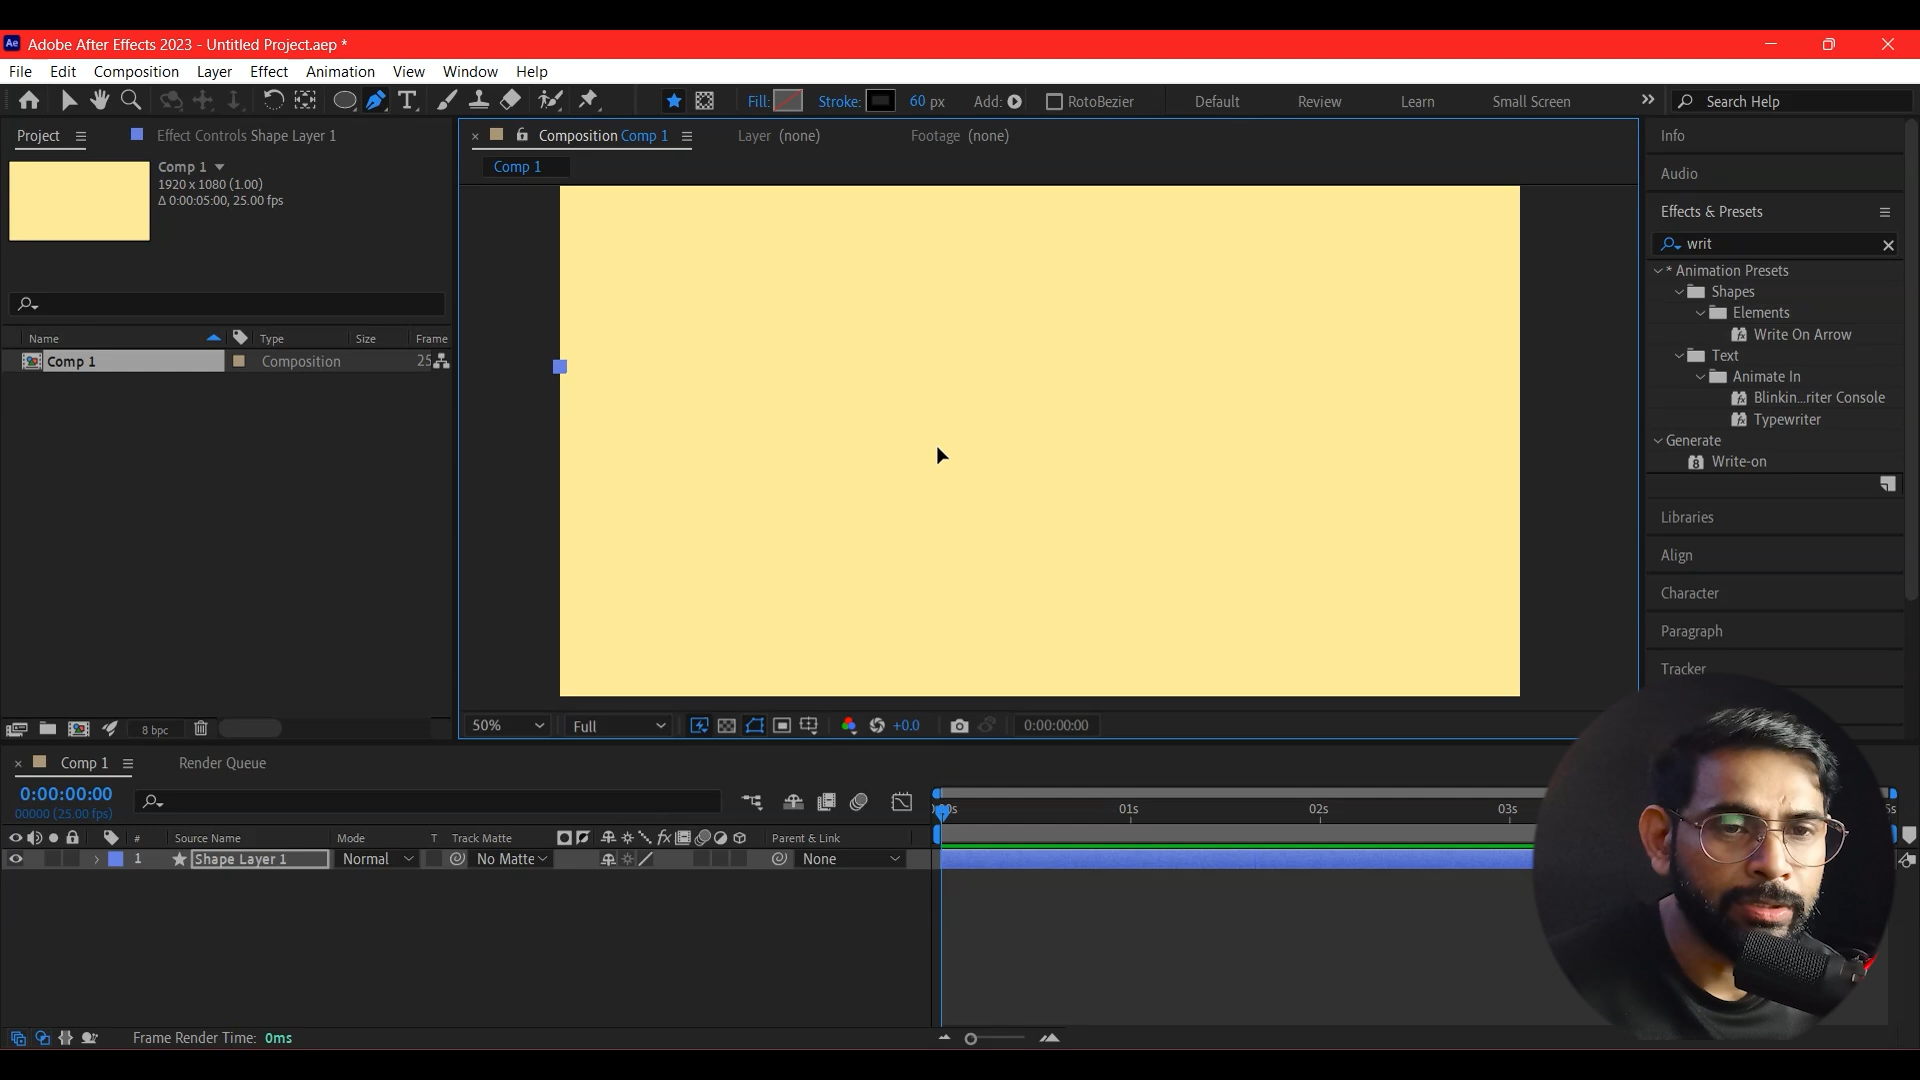 Ae Adobe After Effects 2023 - Untitled Project.aep *
File Edit Composition Layer Effect Animation View Window Help
Fill: Stroke: 60 px Add: RotoBezier Default Review Learn Small Screen » Search Help
Project Effect Controls Shape Layer 1
Composition Comp 1 Layer (none) Footage (none)
Comp 1
Comp 1
1920 x 1080 (1.00)
Δ 0:00:05:00, 25.00 fps
Name Type Size Frame
Comp 1 Composition 25
8 bpc
50% Full +0.0 0:00:00:00
Info
Audio
Effects & Presets
writ
* Animation Presets
Shapes
Elements
Write On Arrow
Text
Animate In
Blinkin...riter Console
Typewriter
Generate
Write-on
Libraries
Align
Character
Paragraph
Tracker
Comp 1 Render Queue
0:00:00:00
00000 (25.00 fps)
# Source Name Mode T Track Matte fx Parent & Link
1 Shape Layer 1 Normal No Matte None
01s 02s 03s
Frame Render Time: 0ms